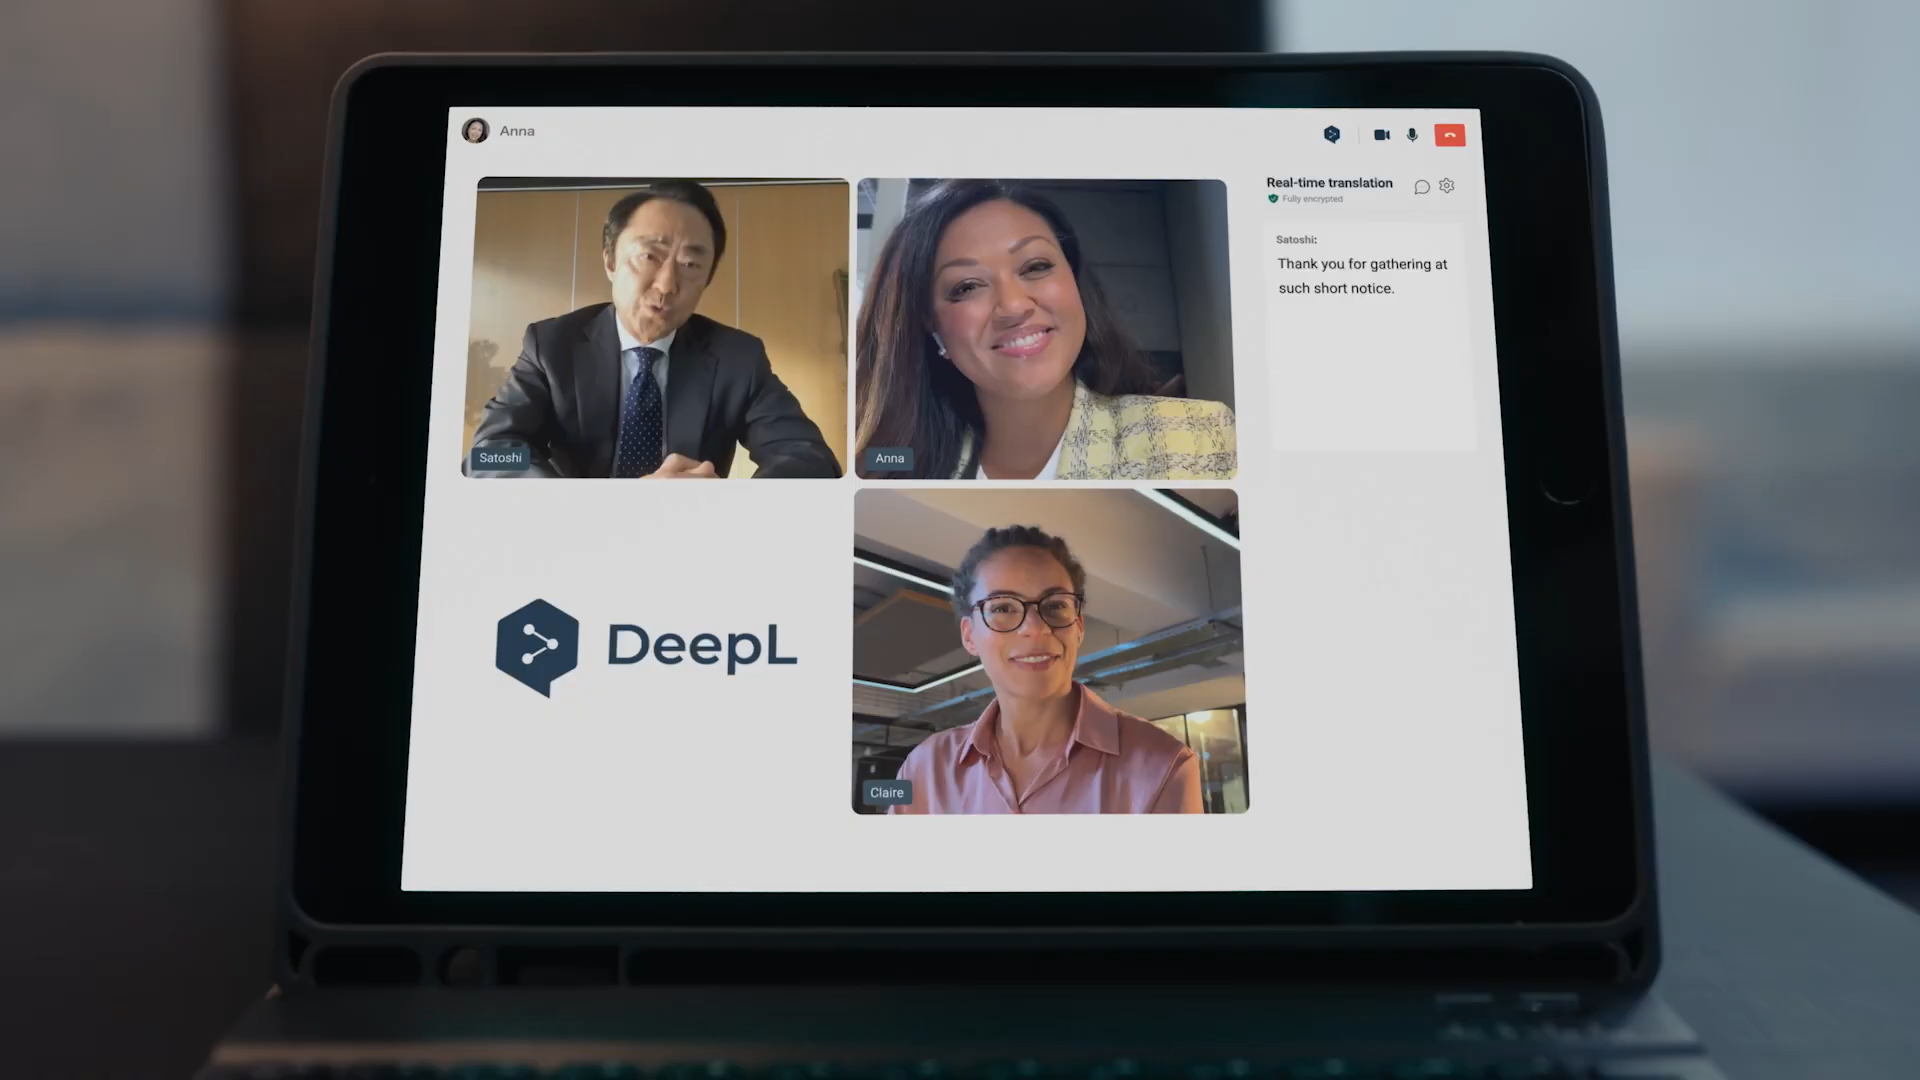 Anna
Real-time translation
Fully encrypted
Satoshi:
Thank you for gathering at
such short notice.
Satoshi
Anna
DeepL
Claire